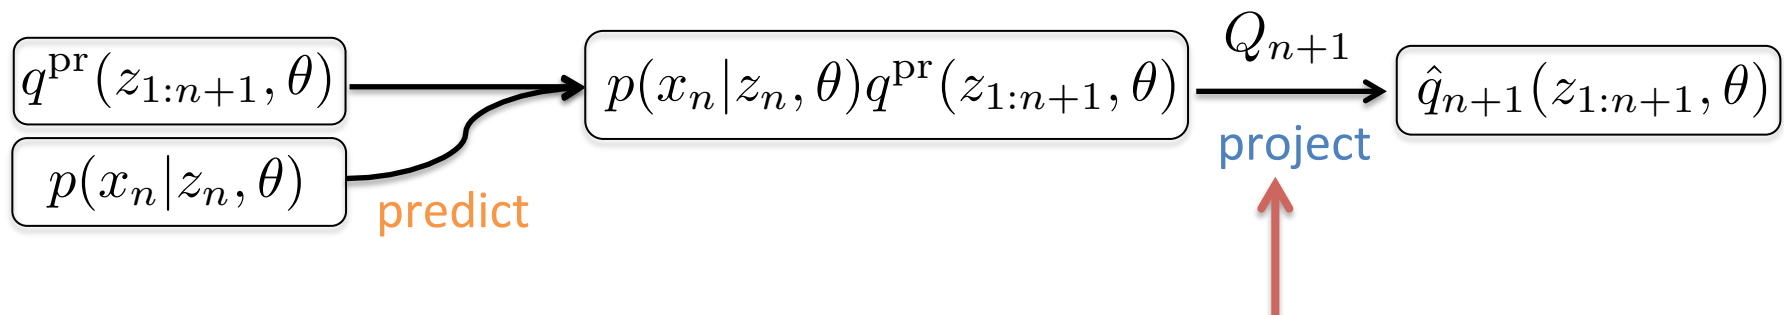 q^{pr}(z_{1:n+1}, θ)
p(x_n|z_n, θ)
predict
p(x_n|z_n, θ)q^{pr}(z_{1:n+1}, θ)
Q_{n+1}
project
\hat{q}_{n+1}(z_{1:n+1}, θ)